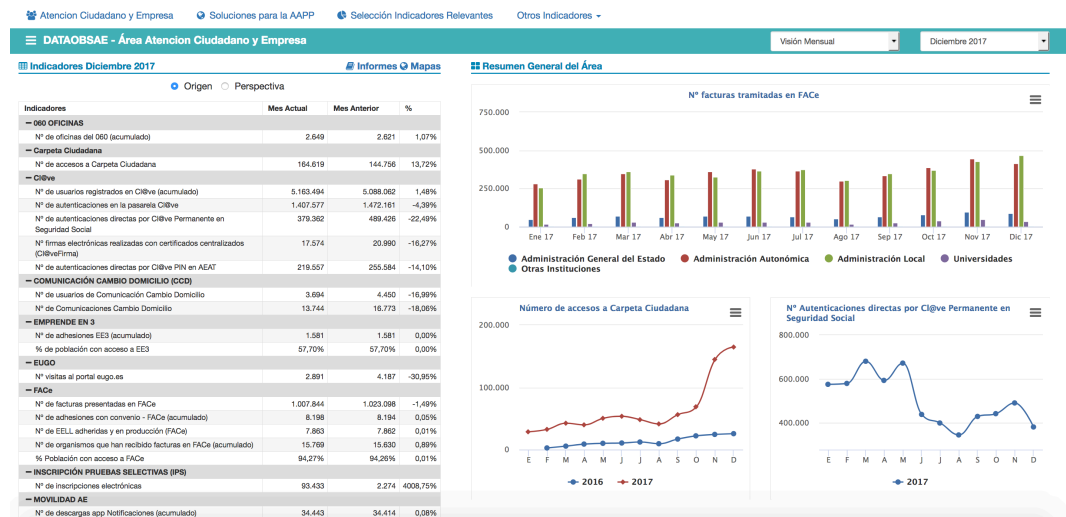 Atencion Ciudadano y Empresa Soluciones para la AAPP Selección Indicadores Relevantes Otros Indicadores
DATAOBSAE - Área Atencion Ciudadano y Empresa Visión Mensual Diciembre 2017
Indicadores Diciembre 2017 Informes Mapas
Origen Perspectiva
Indicadores Mes Actual Mes Anterior %
060 OFICINAS
Nº de oficinas del 060 (acumulado) 2.649 2.621 1,07%
Carpeta Ciudadana
Nº de accesos a Carpeta Ciudadana 164.619 144.756 13,72%
Cl@ve
Nº de usuarios registrados en Cl@ve (acumulado) 5.163.494 5.088.062 1,48%
Nº de autenticaciones en la pasarela Cl@ve 1.407.577 1.472.161 -4,39%
Nº de autenticaciones directas por Cl@ve Permanente en 379.362 489.426 -22,49%
Seguridad Social
Nº firmas electrónicas realizadas con certificados centralizados 17.574 20.990 -16,27%
(Cl@veFirma)
Nº de autenticaciones directas por Cl@ve PIN en AEAT 219.557 255.584 -14,10%
COMUNICACIÓN CAMBIO DOMICILIO (CCD)
Nº de usuarios de Comunicación Cambio Domicilio 3.694 4.450 -16,99%
Nº de Comunicaciones Cambio Domicilio 13.744 16.773 -18,06%
EMPRENDE EN 3
Nº de adhesiones EE3 (acumulado) 1.581 1.581 0,00%
% de población con acceso a EE3 57,70% 57,70% 0,00%
EUGO
Nº visitas al portal eugo.es 2.891 4.187 -30,95%
FACe
Nº de facturas presentadas en FACe 1.007.844 1.023.098 -1,49%
Nº de adhesiones con convenio - FACe (acumulado) 8.198 8.194 0,05%
Nº de EELL adheridas y en producción (FACe) 7.863 7.862 0,01%
Nº de organismos que han recibido facturas en FACe (acumulado) 15.769 15.630 0,89%
% Población con acceso a FACe 94,27% 94,26% 0,01%
INSCRIPCIÓN PRUEBAS SELECTIVAS (IPS)
Nº de inscripciones electrónicas 93.433 2.274 4008,75%
MOVILIDAD AE
Nº de descargas app Notificaciones (acumulado) 34.443 34.414 0,08%
Resumen General del Área
Nº facturas tramitadas en FACe
750.000
500.000
250.000
0
Ene 17 Feb 17 Mar 17 Abr 17 May 17 Jun 17 Jul 17 Ago 17 Sep 17 Oct 17 Nov 17 Dic 17
Administración General del Estado Administración Autonómica Administración Local Universidades
Otras Instituciones
Número de accesos a Carpeta Ciudadana
200.000
100.000
0
E F M A M J J A S O N D
2016 2017
Nº Autenticaciones directas por Cl@ve Permanente en
Seguridad Social
800.000
600.000
400.000
E F M A M J J A S O N D
2017